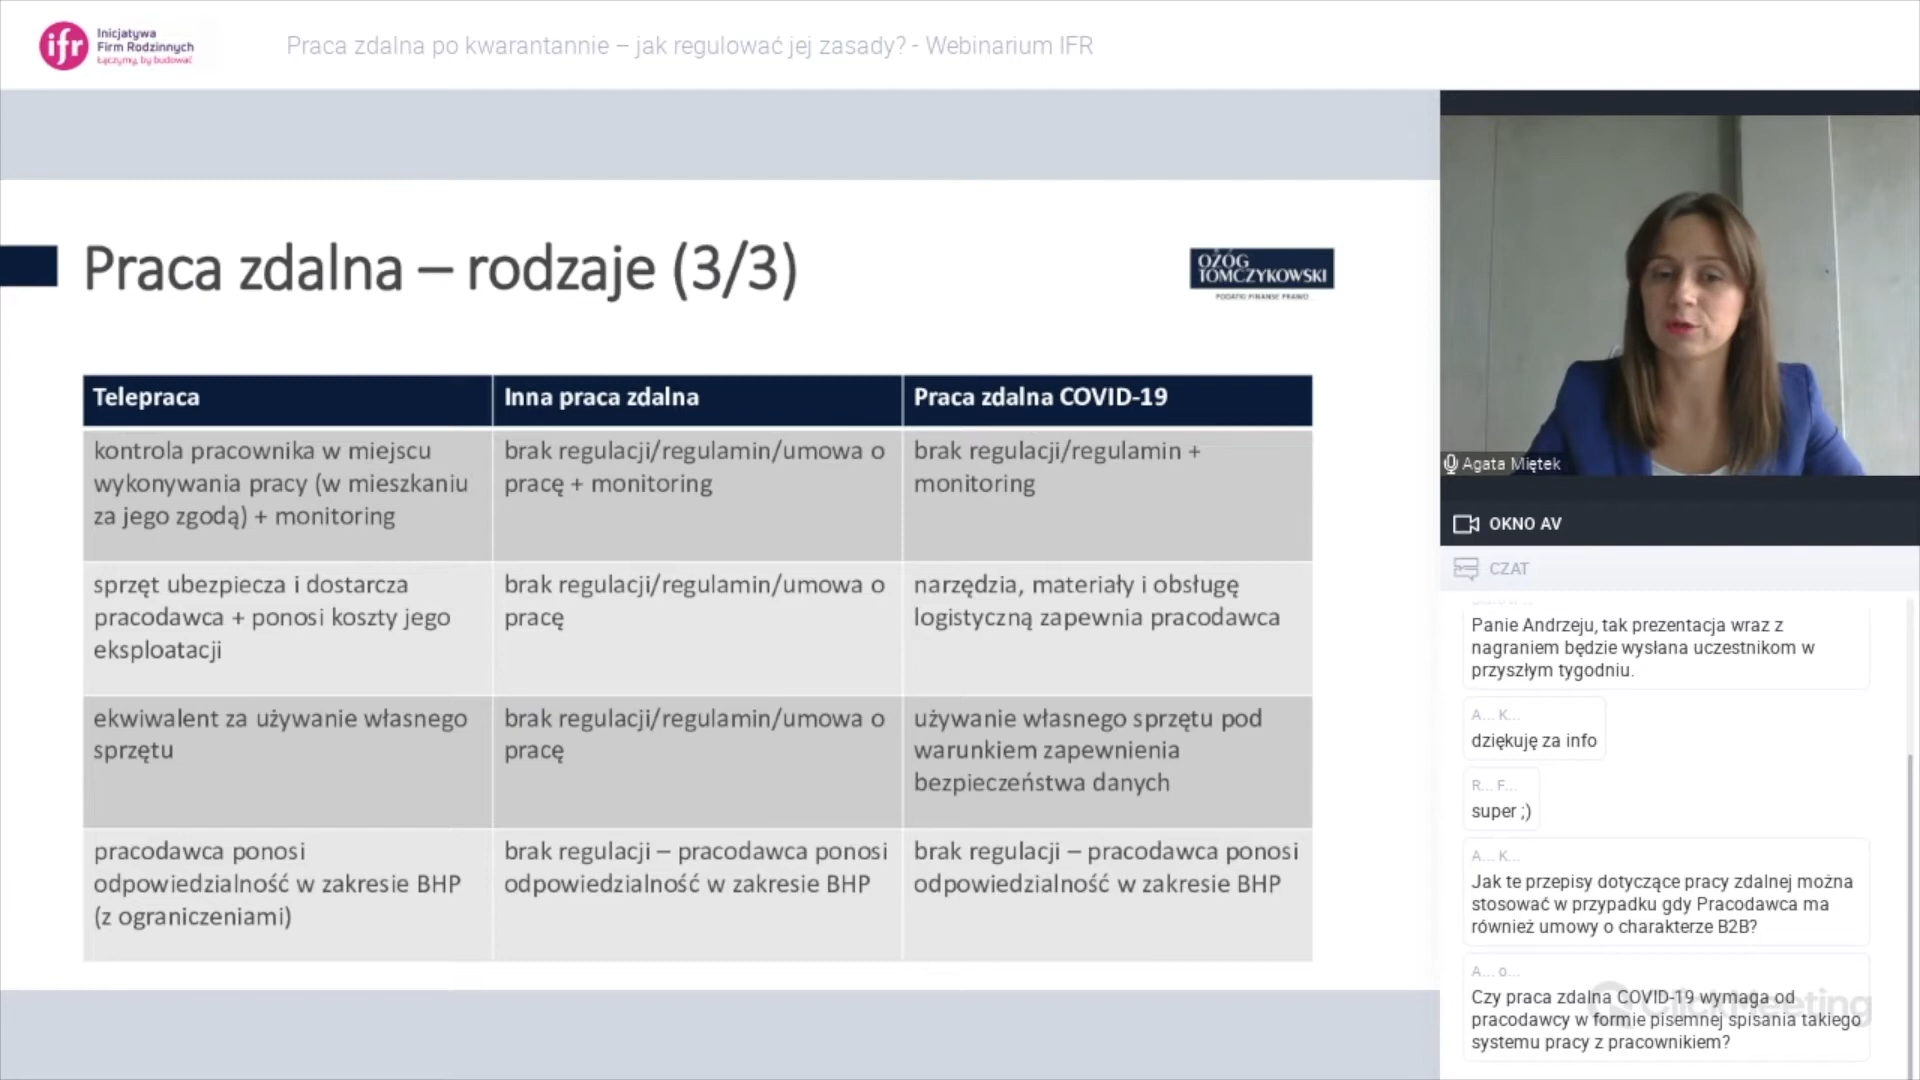 ifr Inicjatywa
Firm Rodzinnych
Łączymy, by budować
Praca zdalna po kwarantannie – jak regulować jej zasady? - Webinarium IFR
Praca zdalna – rodzaje (3/3)
OŻÓG
TOMCZYKOWSKI
PODATKI FINANSE PRAWO
Telepraca
Inna praca zdalna
Praca zdalna COVID-19
kontrola pracownika w miejscu
wykonywania pracy (w mieszkaniu
za jego zgodą) + monitoring
brak regulacji/regulamin/umowa o
pracę + monitoring
brak regulacji/regulamin +
monitoring
sprzęt ubezpiecza i dostarcza
pracodawca + ponosi koszty jego
eksploatacji
brak regulacji/regulamin/umowa o
pracę
narzędzia, materiały i obsługę
logistyczną zapewnia pracodawca
ekwiwalent za używanie własnego
sprzętu
brak regulacji/regulamin/umowa o
pracę
używanie własnego sprzętu pod
warunkiem zapewnienia
bezpieczeństwa danych
pracodawca ponosi
odpowiedzialność w zakresie BHP
(z ograniczeniami)
brak regulacji – pracodawca ponosi
odpowiedzialność w zakresie BHP
brak regulacji – pracodawca ponosi
odpowiedzialność w zakresie BHP
Agata Miętek
OKNO AV
CZAT
Panie Andrzeju, tak prezentacja wraz z
nagraniem będzie wysłana uczestnikom w
przyszłym tygodniu.
A... K...
dziękuję za info
R... F...
super ;)
A... K...
Jak te przepisy dotyczące pracy zdalnej można
stosować w przypadku gdy Pracodawca ma
również umowy o charakterze B2B?
A... o...
Czy praca zdalna COVID-19 wymaga od
pracodawcy w formie pisemnej spisania takiego
systemu pracy z pracownikiem?
ClickMeeting